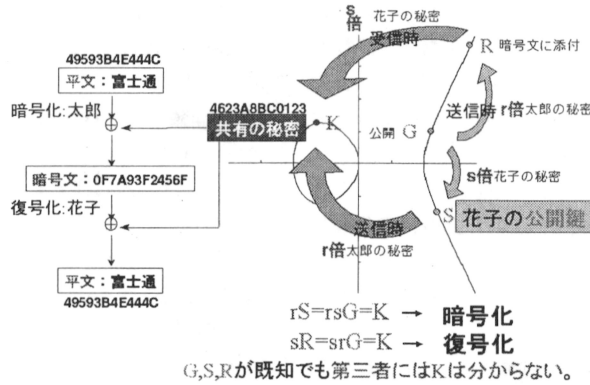 s倍
花子の秘密
受信時
R 暗号文に添付
49593B4E444C
平文：富士通
暗号化:太郎
4623A8BC0123
共有の秘密
K
公開 G
送信時 r倍太郎の秘密
s倍花子の秘密
暗号文：0F7A93F2456F
復号化:花子
S 花子の公開鍵
送信時
r倍太郎の秘密
平文：富士通
49593B4E444C
rS=rsG=K → 暗号化
sR=srG=K → 復号化
G,S,Rが既知でも第三者にはKは分からない。